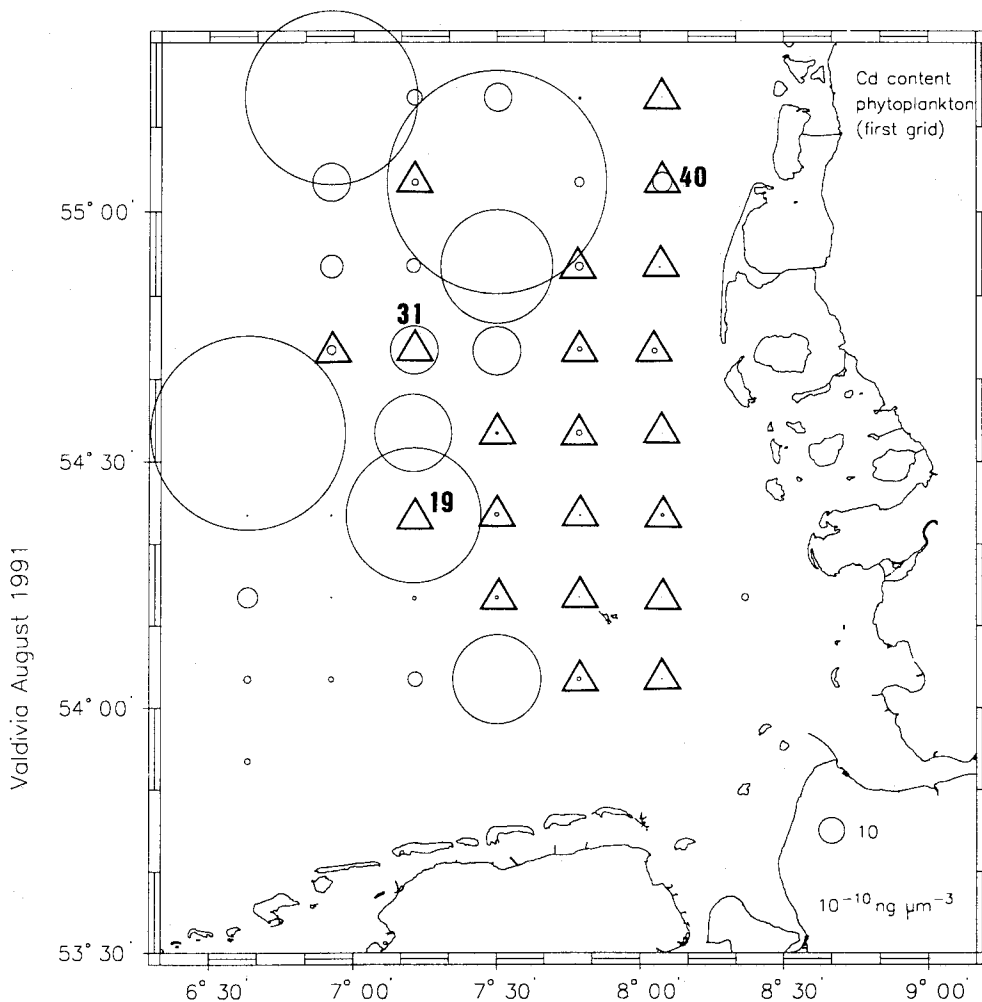 Cd content
phytoplankton
(first grid)
40
55° 00'
31
54° 30'
19
Valdivia August 1991
54° 00'
10
10⁻¹⁰ ng µm⁻³
53° 30'
6° 30' 7° 00' 7° 30' 8° 00' 8° 30' 9° 00'